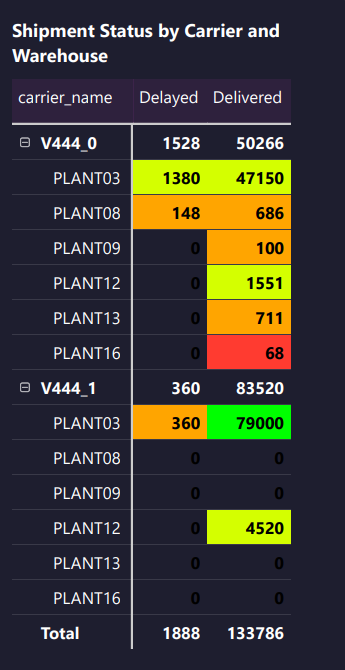 Shipment Status by Carrier and
Warehouse
carrier_name Delayed Delivered
V444_0 1528 50266
PLANT03 1380 47150
PLANT08 148 686
PLANT09 0 100
PLANT12 0 1551
PLANT13 0 711
PLANT16 0 68
V444_1 360 83520
PLANT03 360 79000
PLANT08 0 0
PLANT09 0 0
PLANT12 0 4520
PLANT13 0 0
PLANT16 0 0
Total 1888 133786